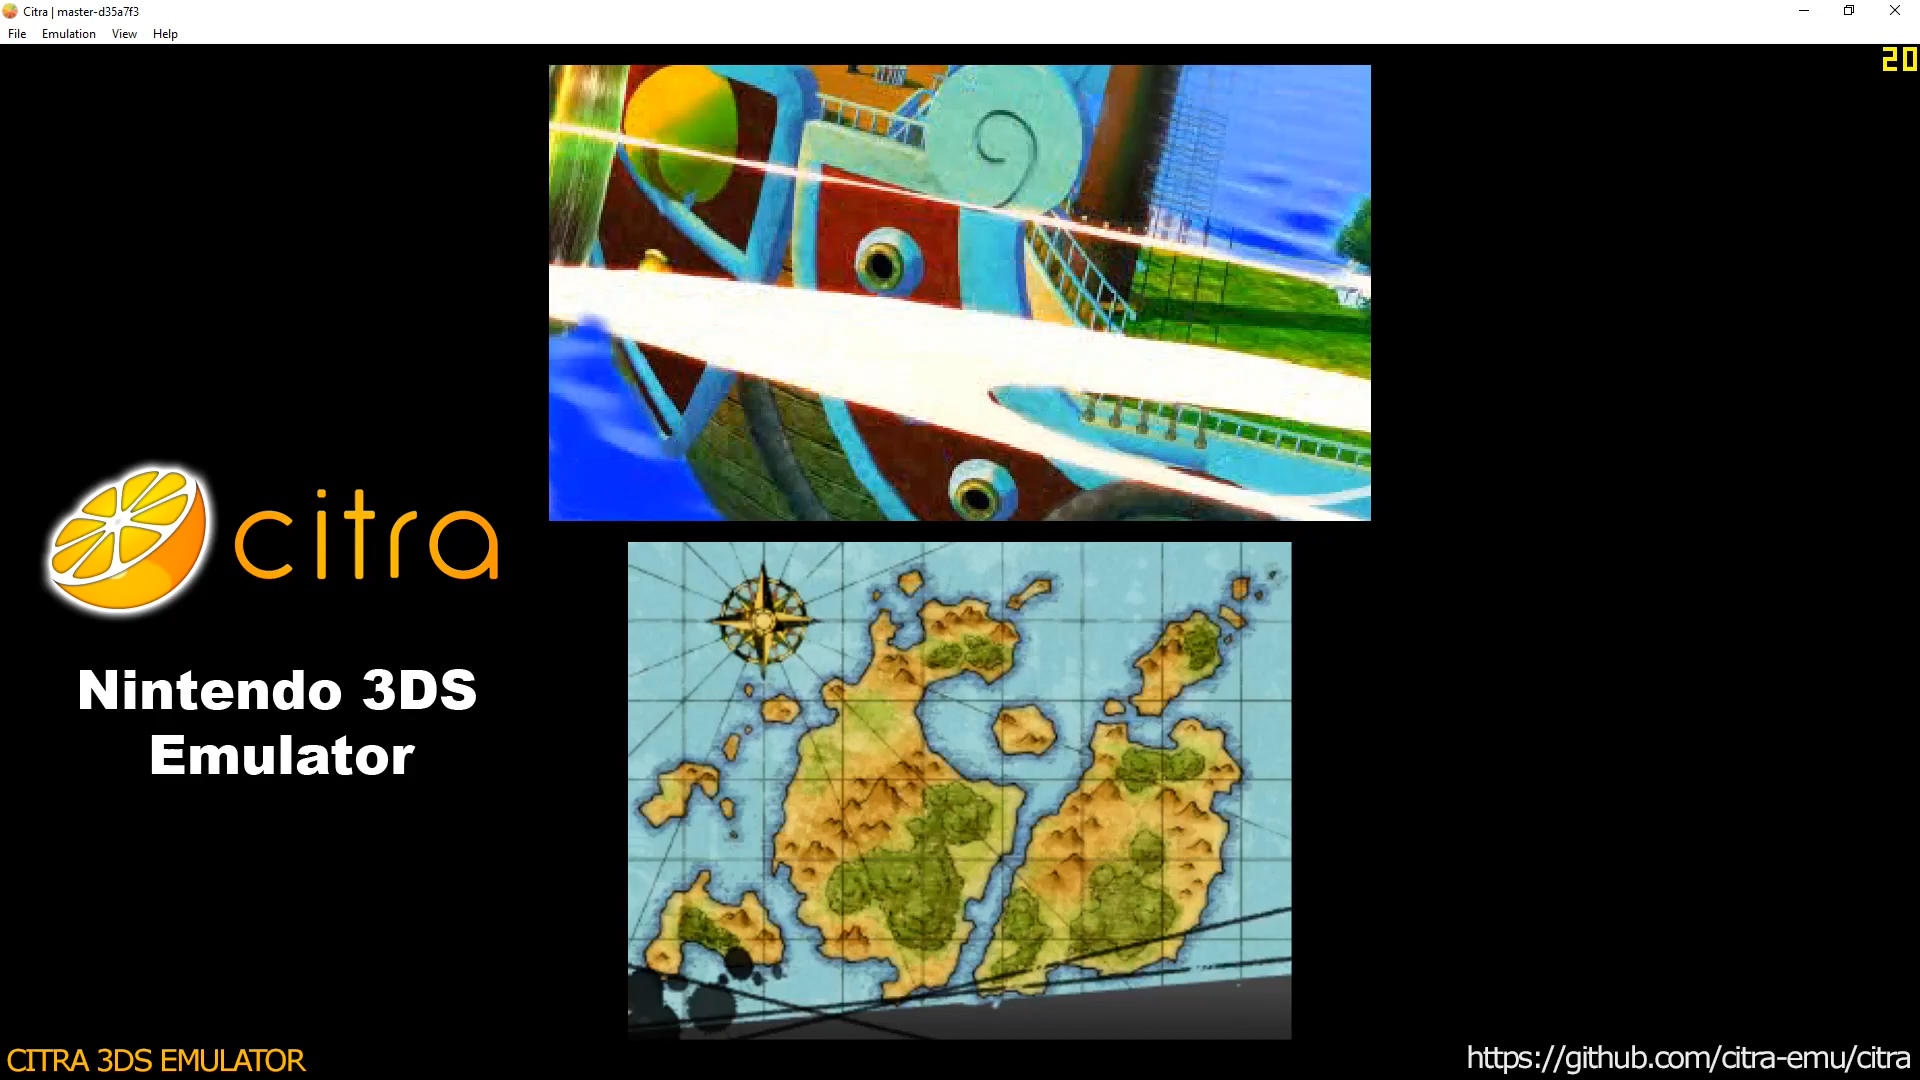 Citra | master-d35a7f3
File Emulation View Help
20
citra
Nintendo 3DS
Emulator
CITRA 3DS EMULATOR
https://github.com/citra-emu/citra